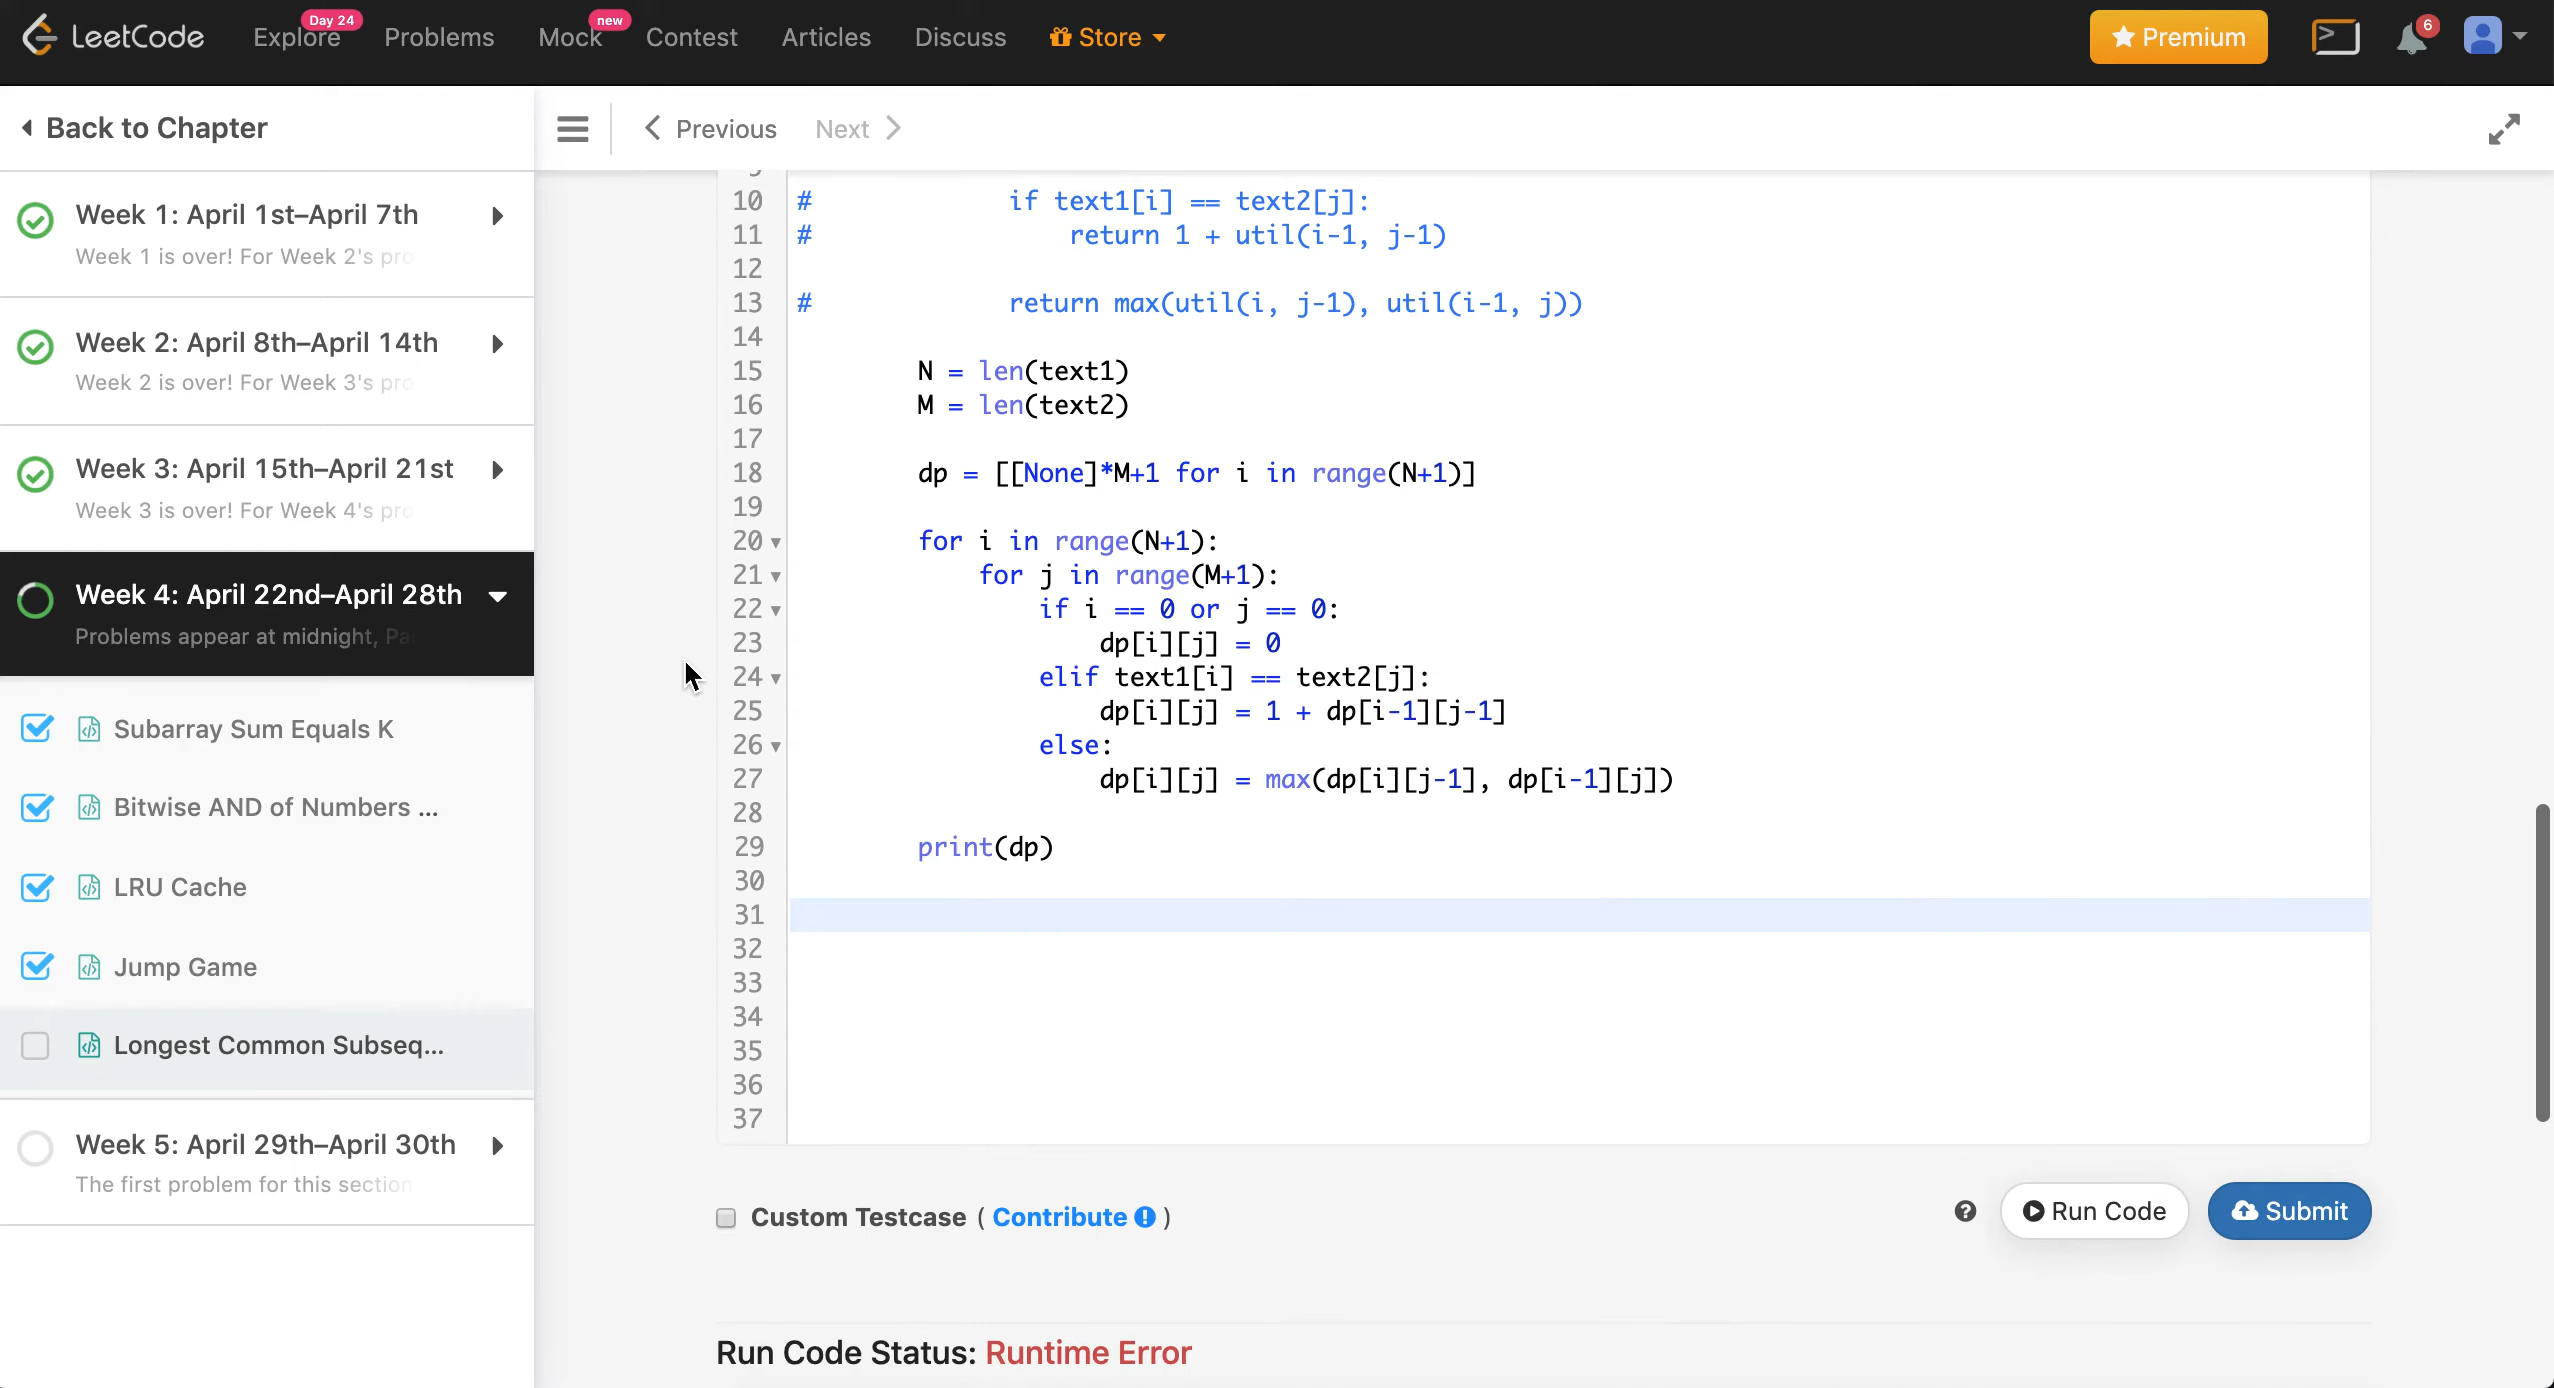 LeetCode
Day 24
Explore
Problems
new
Mock
Contest
Articles
Discuss
Store
Premium
6
Back to Chapter
Previous
Next
Week 1: April 1st–April 7th
Week 1 is over! For Week 2's pro
Week 2: April 8th–April 14th
Week 2 is over! For Week 3's pro
Week 3: April 15th–April 21st
Week 3 is over! For Week 4's pro
Week 4: April 22nd–April 28th
Problems appear at midnight, Pa
Subarray Sum Equals K
Bitwise AND of Numbers ...
LRU Cache
Jump Game
Longest Common Subseq...
Week 5: April 29th–April 30th
The first problem for this section
10 # if text1[i] == text2[j]:
11 # return 1 + util(i-1, j-1)
12
13 # return max(util(i, j-1), util(i-1, j))
14
15 N = len(text1)
16 M = len(text2)
17
18 dp = [[None]*M+1 for i in range(N+1)]
19
20 for i in range(N+1):
21 for j in range(M+1):
22 if i == 0 or j == 0:
23 dp[i][j] = 0
24 elif text1[i] == text2[j]:
25 dp[i][j] = 1 + dp[i-1][j-1]
26 else:
27 dp[i][j] = max(dp[i][j-1], dp[i-1][j])
28
29 print(dp)
30
31
32
33
34
35
36
37
Custom Testcase ( Contribute )
Run Code
Submit
Run Code Status: Runtime Error